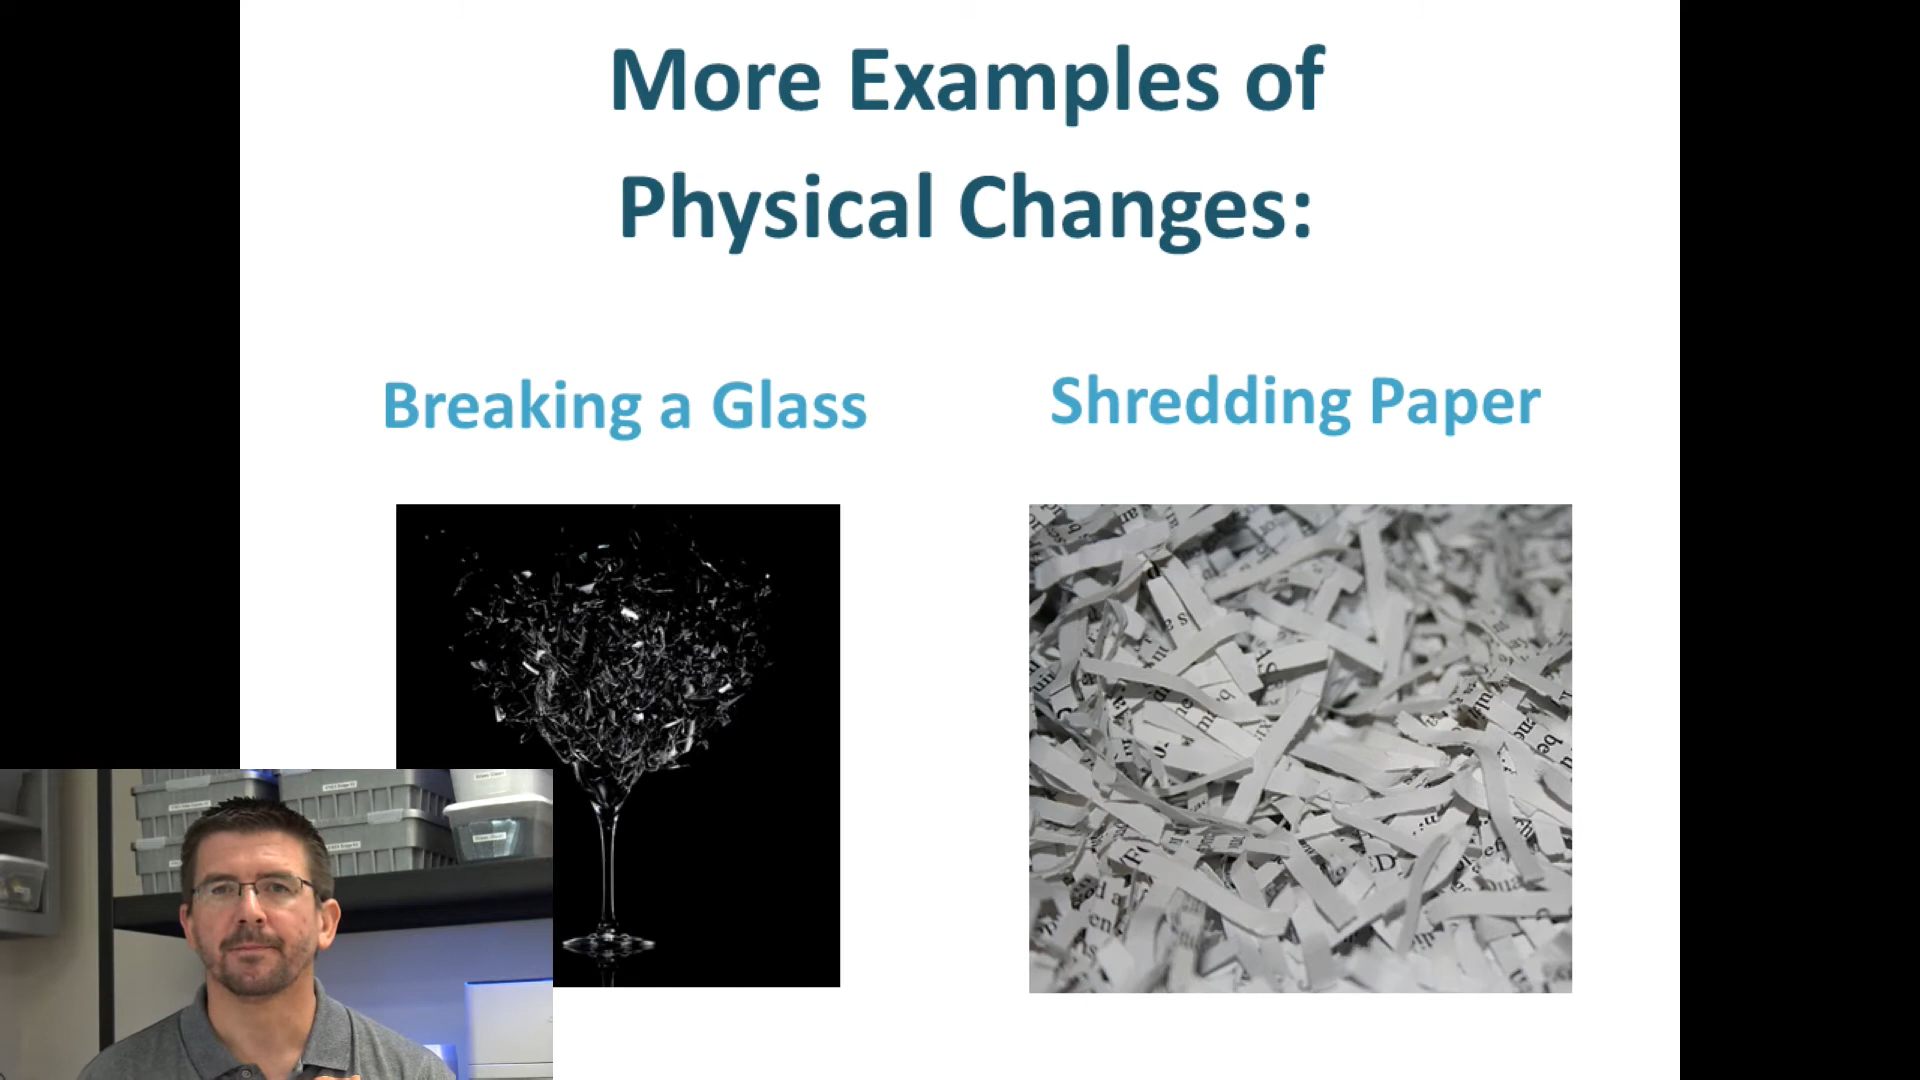 More Examples of
Physical Changes:
Breaking a Glass
Shredding Paper